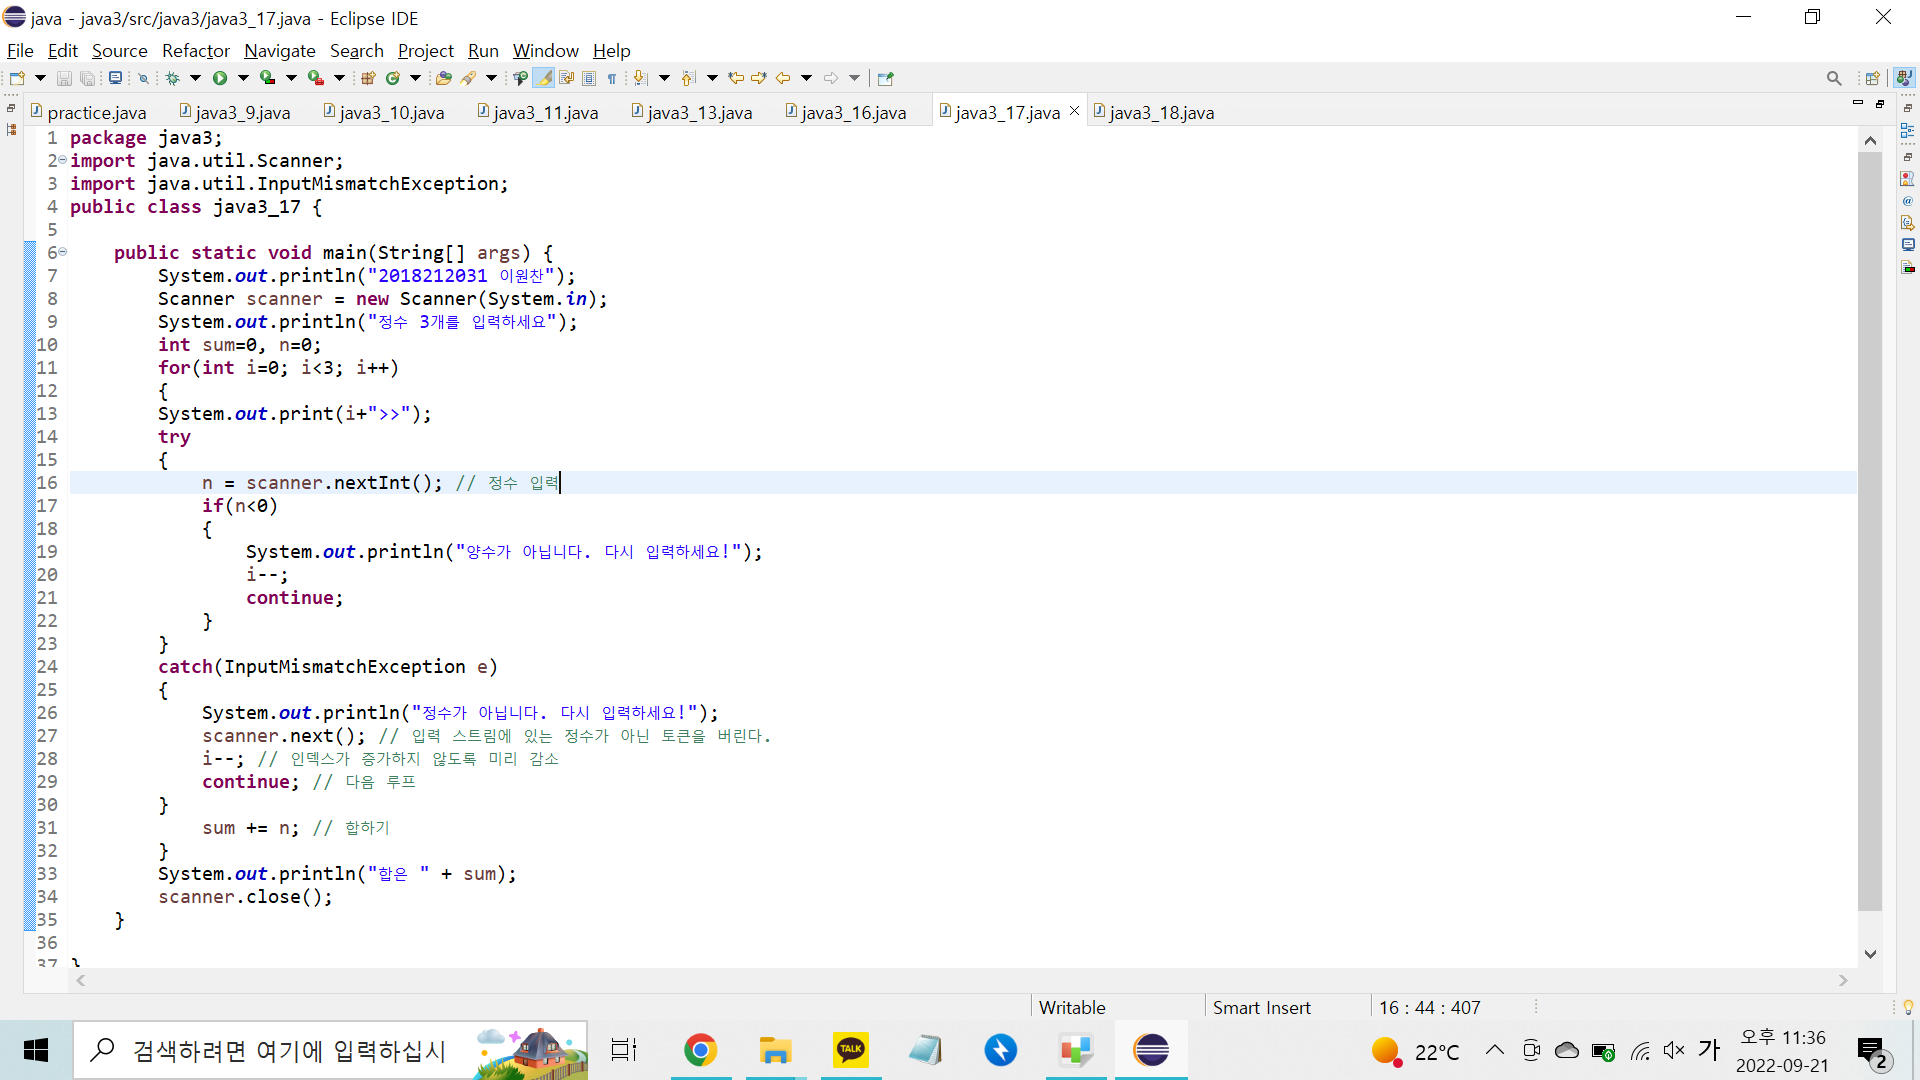 java - java3/src/java3/java3_17.java - Eclipse IDE
File Edit Source Refactor Navigate Search Project Run Window Help
practice.java java3_9.java java3_10.java java3_11.java java3_13.java java3_16.java java3_17.java java3_18.java
1 package java3;
2 import java.util.Scanner;
3 import java.util.InputMismatchException;
4 public class java3_17 {
5
6 public static void main(String[] args) {
7 System.out.println("2018212031 이원찬");
8 Scanner scanner = new Scanner(System.in);
9 System.out.println("정수 3개를 입력하세요");
10 int sum=0, n=0;
11 for(int i=0; i<3; i++)
12 {
13 System.out.print(i+">>");
14 try
15 {
16 n = scanner.nextInt(); // 정수 입력
17 if(n<0)
18 {
19 System.out.println("양수가 아닙니다. 다시 입력하세요!");
20 i--;
21 continue;
22 }
23 }
24 catch(InputMismatchException e)
25 {
26 System.out.println("정수가 아닙니다. 다시 입력하세요!");
27 scanner.next(); // 입력 스트림에 있는 정수가 아닌 토큰을 버린다.
28 i--; // 인덱스가 증가하지 않도록 미리 감소
29 continue; // 다음 루프
30 }
31 sum += n; // 합하기
32 }
33 System.out.println("합은 " + sum);
34 scanner.close();
35 }
36
37 }
Writable Smart Insert 16 : 44 : 407
검색하려면 여기에 입력하십시
TALK
22°C
가
오후 11:36
2022-09-21
2